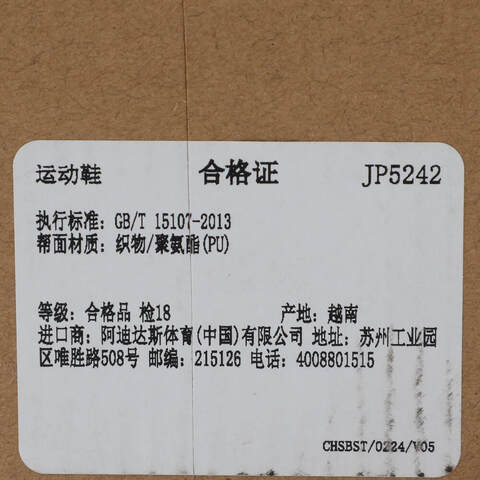 运动鞋 合格证 JP5242
执行标准：GB/T 15107-2013
帮面材质：织物/聚氨酯(PU)
等级：合格品 检18 产地：越南
进口商：阿迪达斯体育(中国)有限公司 地址：苏州工业园
区唯胜路508号 邮编：215126 电话：4008801515
CHSBST/0224/V05